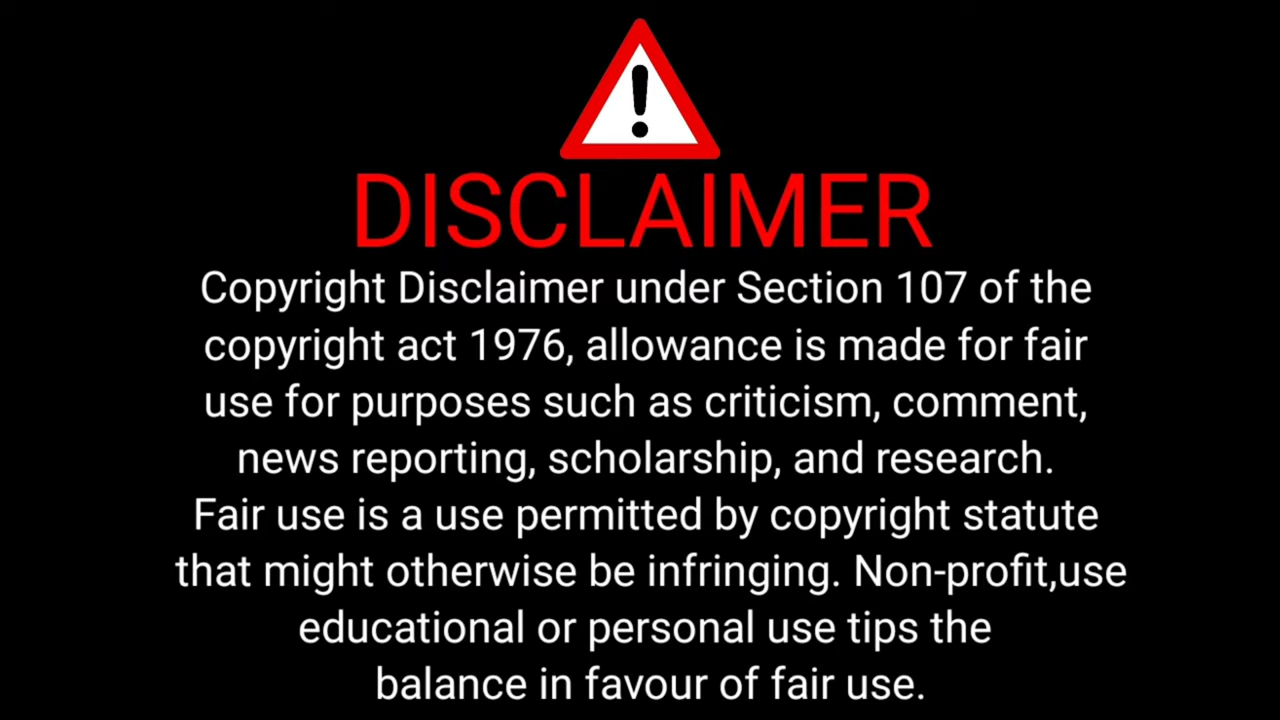 DISCLAIMER
Copyright Disclaimer under Section 107 of the
copyright act 1976, allowance is made for fair
use for purposes such as criticism, comment,
news reporting, scholarship, and research.
Fair use is a use permitted by copyright statute
that might otherwise be infringing. Non-profit,use
educational or personal use tips the
balance in favour of fair use.